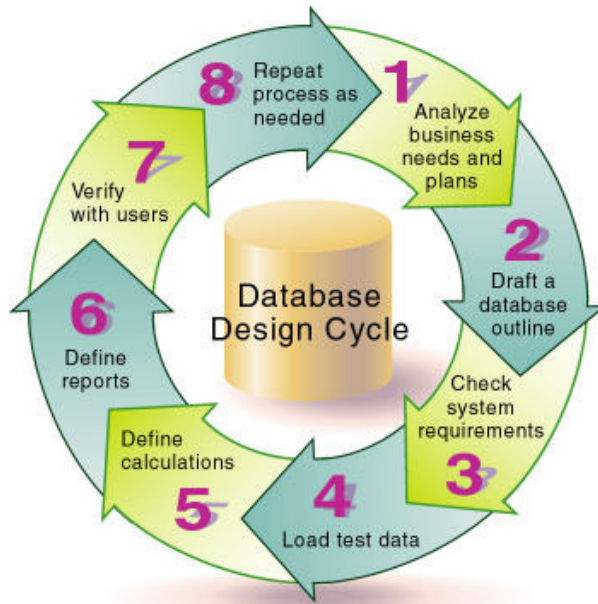 1
Analyze
business
needs and
plans
2
Draft a
database
outline
Check
system
requirements
3
4
Load test data
Define
calculations
5
6
Define
reports
7
Verify
with users
8
Repeat
process as
needed
Database
Design Cycle